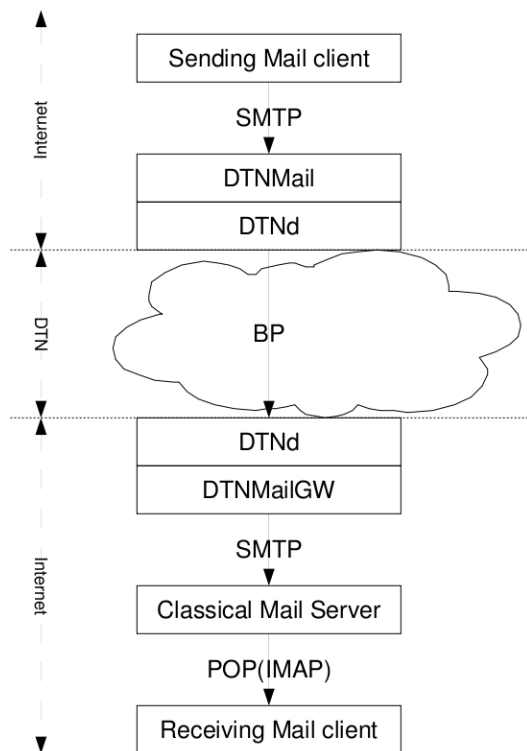 Sending Mail client
SMTP
Internet
DTNMail
DTNd
DTN
BP
DTNd
DTNMailGW
SMTP
Internet
Classical Mail Server
POP(IMAP)
Receiving Mail client